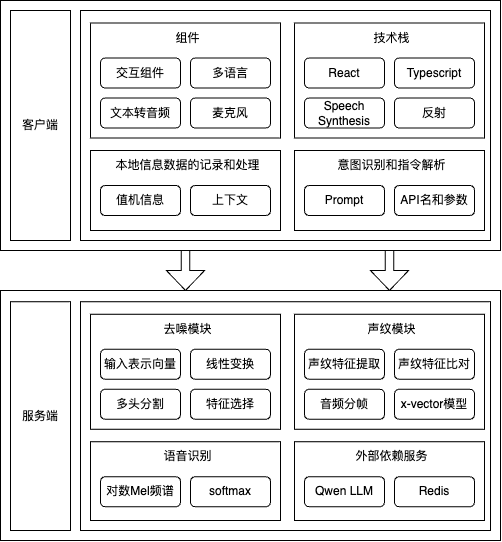 客户端
组件
交互组件
多语言
文本转音频
麦克风
技术栈
React
Typescript
Speech
Synthesis
反射
本地信息数据的记录和处理
值机信息
上下文
意图识别和指令解析
Prompt
API名和参数
服务端
去噪模块
输入表示向量
线性变换
多头分割
特征选择
声纹模块
声纹特征提取
声纹特征比对
音频分帧
x-vector模型
语音识别
对数Mel频谱
softmax
外部依赖服务
Qwen LLM
Redis